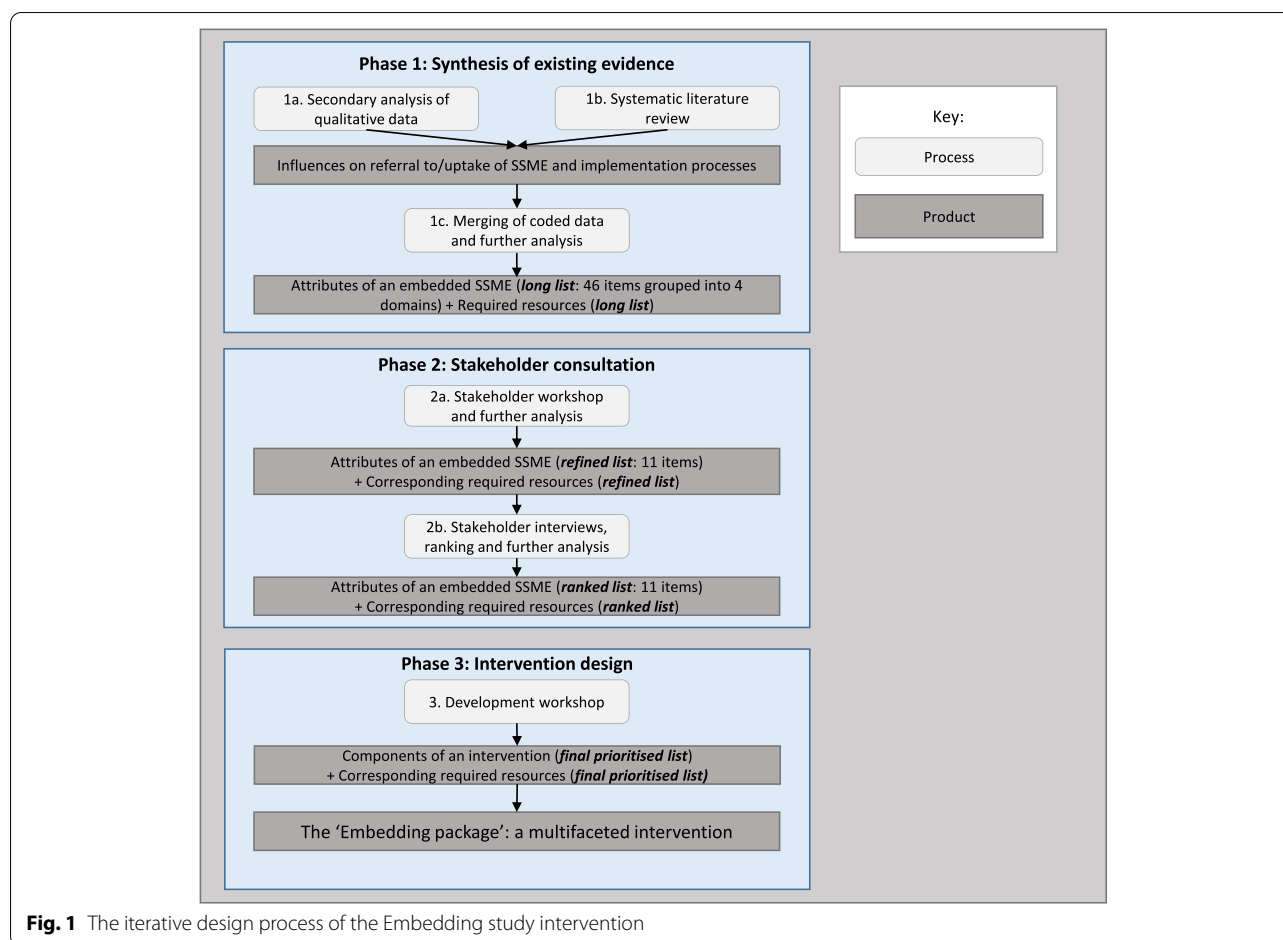 Phase 1: Synthesis of existing evidence
1a. Secondary analysis of
qualitative data
1b. Systematic literature
review
Influences on referral to/uptake of SSME and implementation processes
1c. Merging of coded data
and further analysis
Attributes of an embedded SSME (long list: 46 items grouped into 4
domains) + Required resources (long list)
Key:
Process
Product
Phase 2: Stakeholder consultation
2a. Stakeholder workshop
and further analysis
Attributes of an embedded SSME (refined list: 11 items)
+ Corresponding required resources (refined list)
2b. Stakeholder interviews,
ranking and further analysis
Attributes of an embedded SSME (ranked list: 11 items)
+ Corresponding required resources (ranked list)
Phase 3: Intervention design
3. Development workshop
Components of an intervention (final prioritised list)
+ Corresponding required resources (final prioritised list)
The ‘Embedding package’: a multifaceted intervention
Fig. 1 The iterative design process of the Embedding study intervention